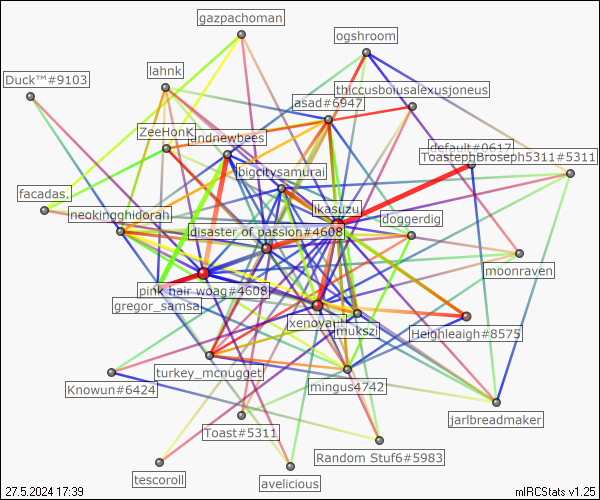 gazpachoman
ogshroom
Duck™#9103
lahnk
thiccusboiusalexusjoneus
asad#6947
ZeeHonK
andnewbees
default#0617
ToastephBroseph5311#5311
bigcitysamurai
facadas.
neokingghidorah
ikasuzu
doggerdig
disaster of passion#4608
moonraven
pink hair woag#4608
gregor_samsa
xenoyart
mukszi
Heighleaigh#8575
turkey_mcnugget
Knowun#6424
mingus4742
jarlbreadmaker
Toast#5311
Random Stuf6#5983
tescoroll
avelicious
27.5.2024 17:39
mIRCStats v1.25